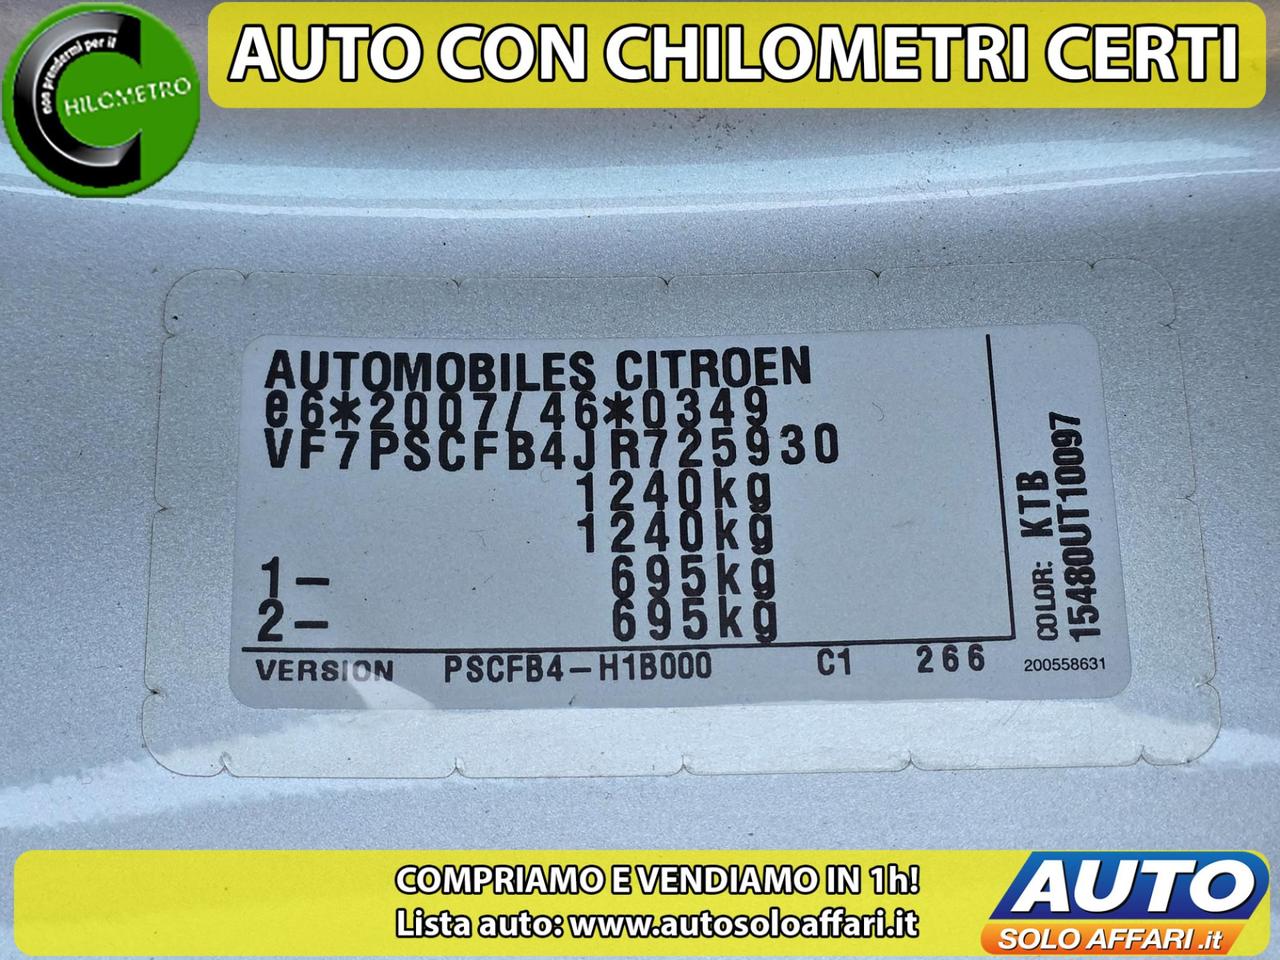 non prendermi per il
CHILOMETRO
AUTO CON CHILOMETRI CERTI
AUTOMOBILES CITROEN
e6*2007/46*0349
VF7PSCFB4JR725930
1240kg
1240kg
1- 695kg
2- 695kg
VERSION PSCFB4-H1B000 C1 266
COLOR: KTB
15480UT10097
200558631
COMPRIAMO E VENDIAMO IN 1h!
Lista auto: www.autosoloaffari.it
AUTO
SOLO AFFARI.it